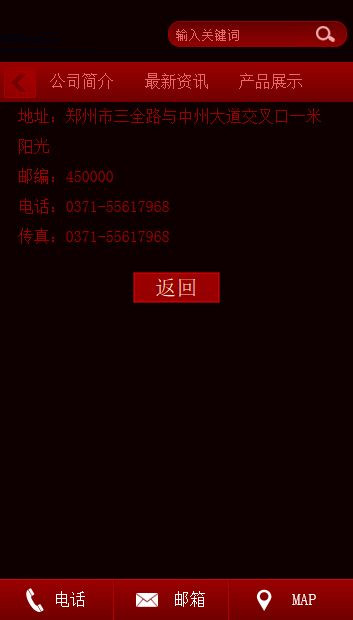 输入关键词
公司简介 最新资讯 产品展示
地址：郑州市三全路与中州大道交叉口一米
阳光
邮编：450000
电话：0371-55617968
传真：0371-55617968
返回
电话 邮箱 MAP